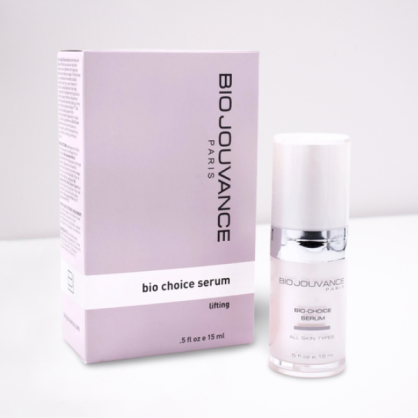 BIOJOUVANCE
PARIS
bio choice serum
lifting
.5 fl oz e 15 ml
BIOJOUVANCE
PARIS
BIO-CHOICE
SERUM
ALL SKIN TYPES
.5 fl oz e 15 ml